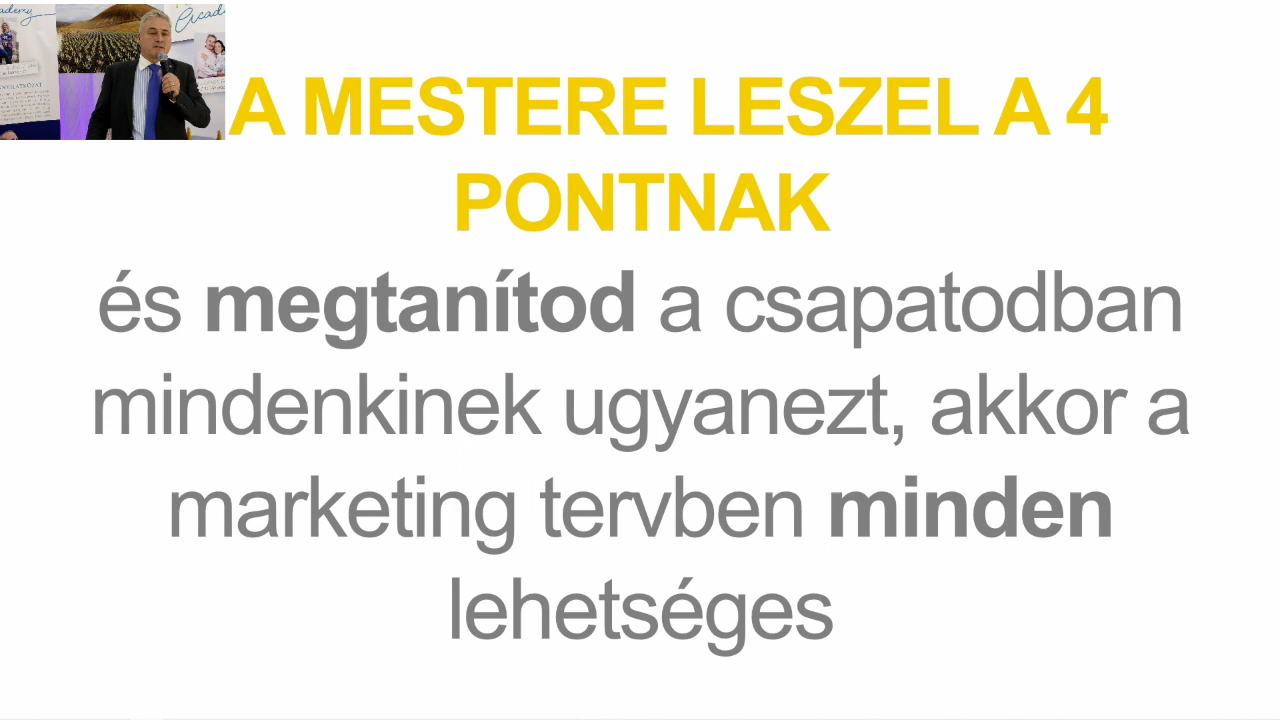 A MESTERE LESZEL A 4
PONTNAK
és megtanítod a csapatodban
mindenkinek ugyanezt, akkor a
marketing tervben minden
lehetséges